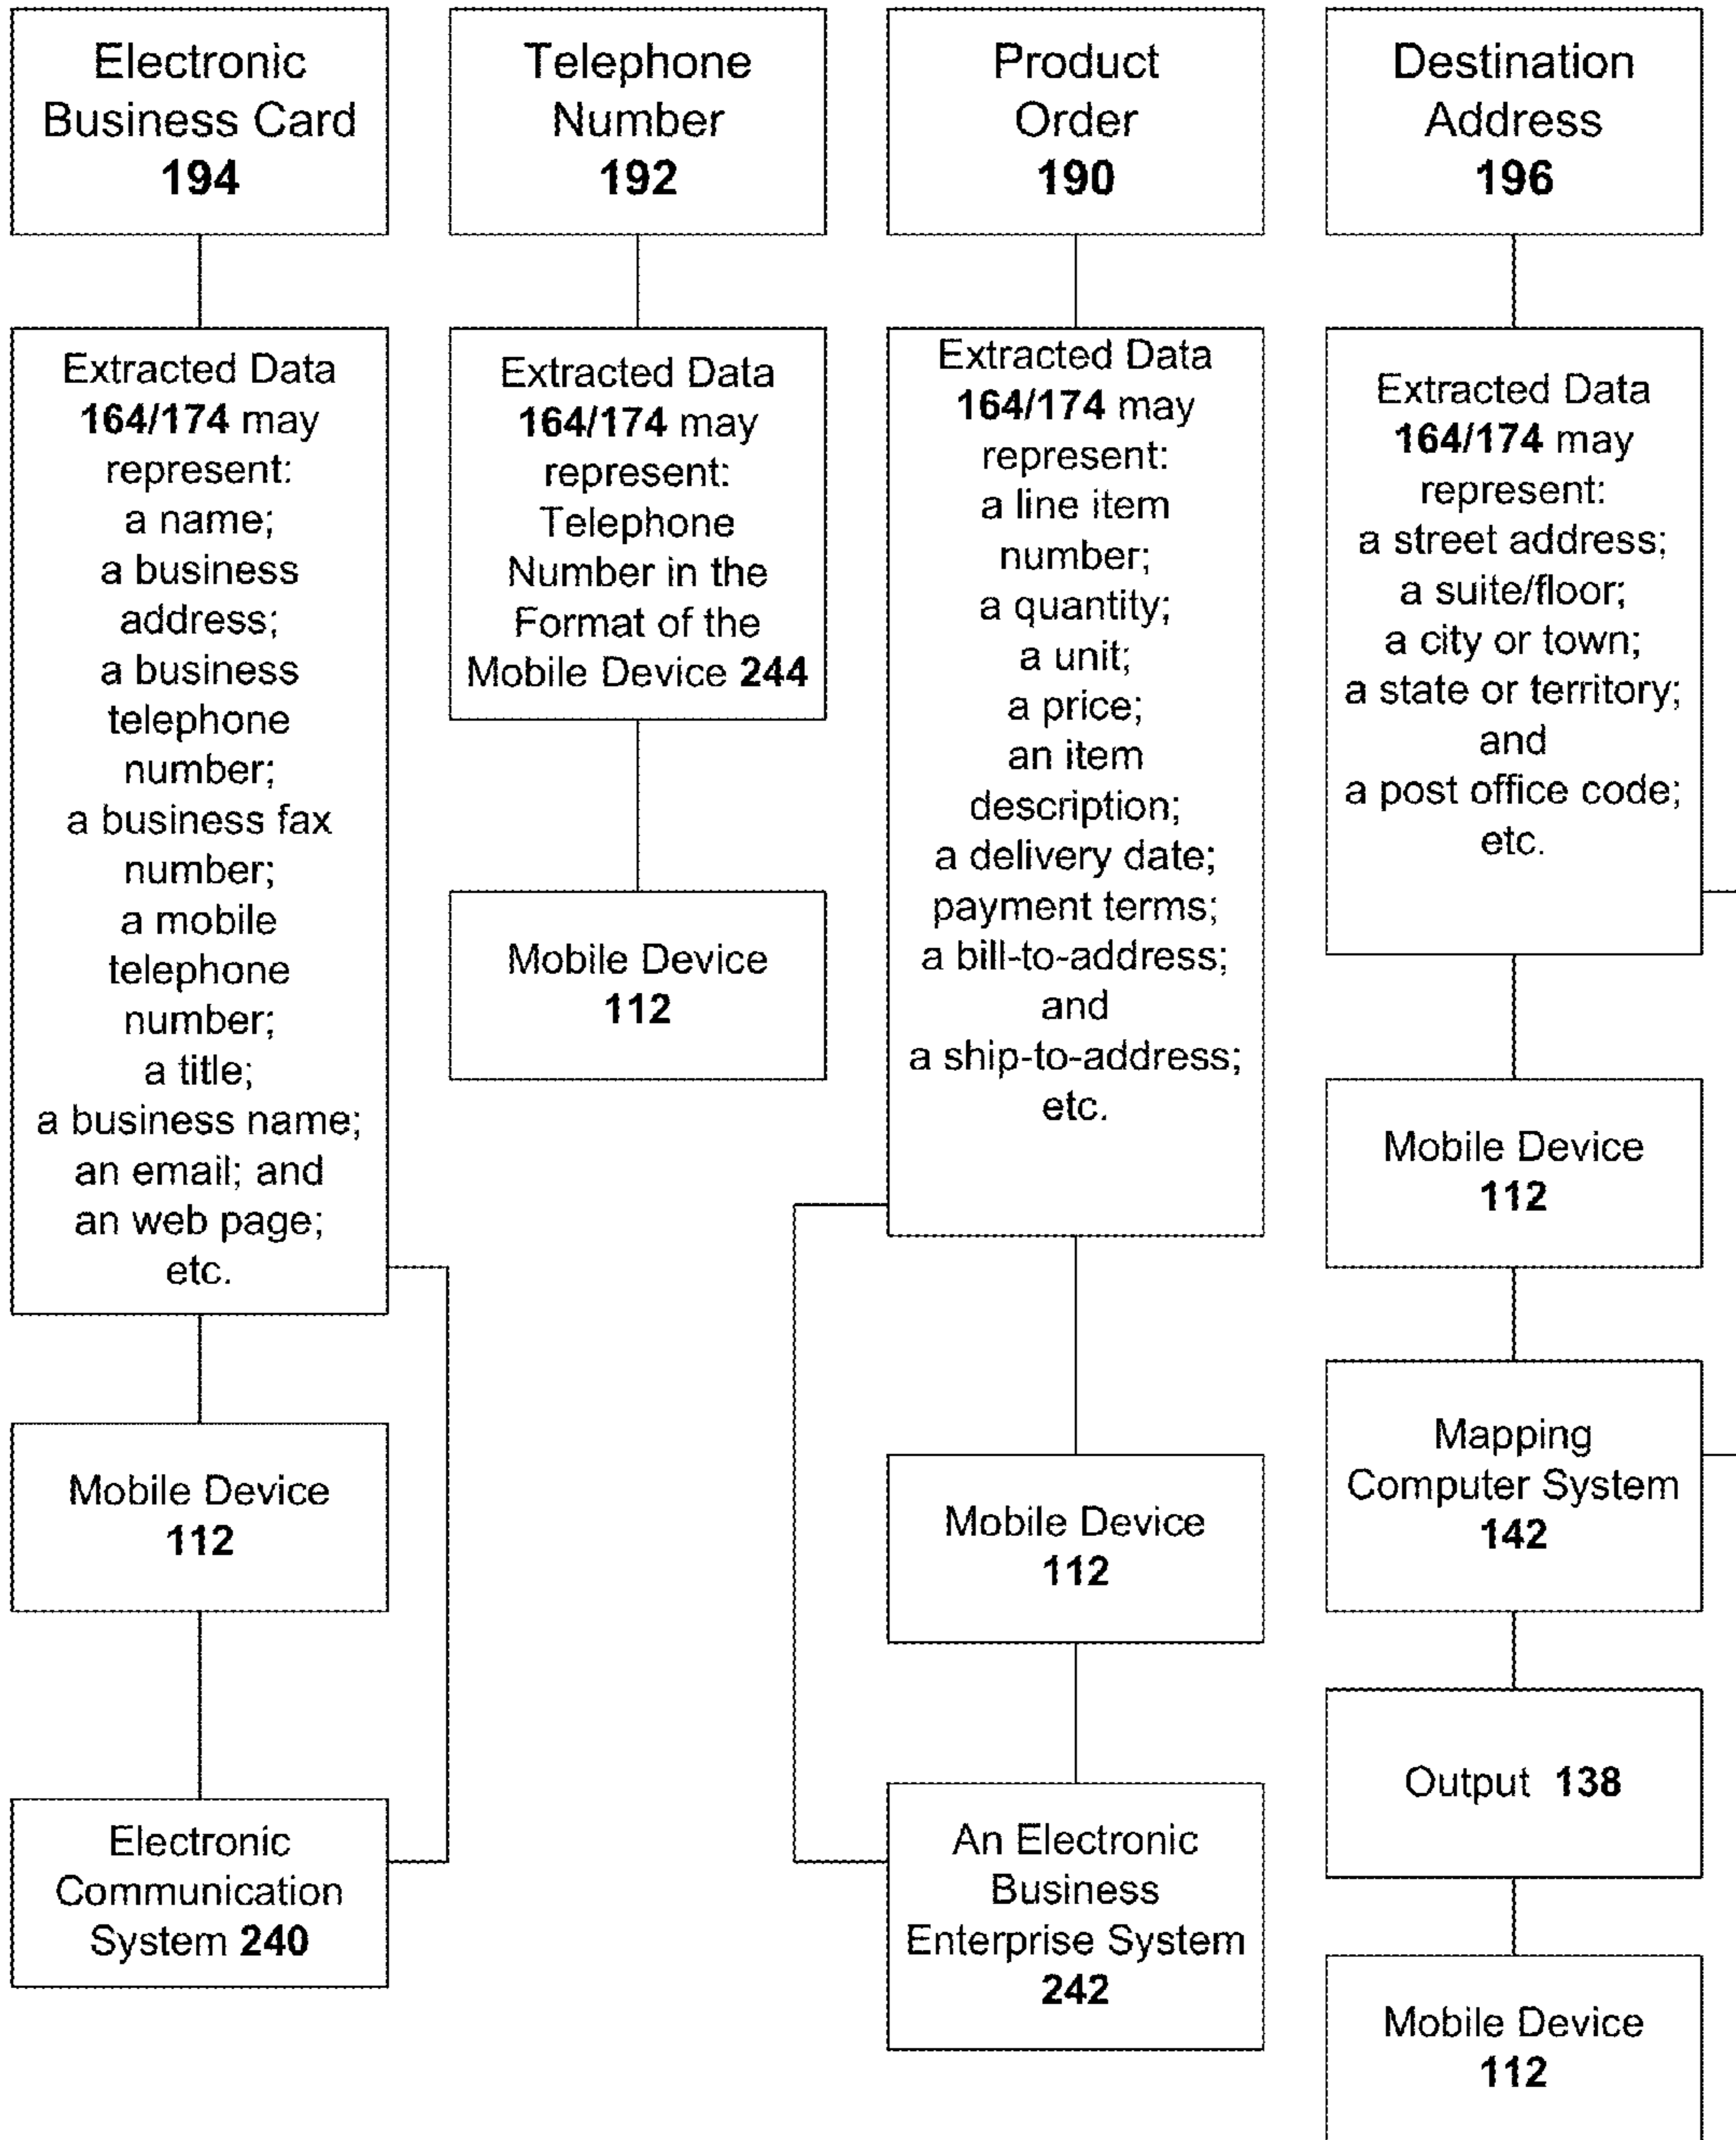 Electronic
Business Card
194
Extracted Data
164/174 may
represent:
a name;
a business
address;
a business
telephone
number;
a business fax
number;
a mobile
telephone
number;
a title;
a business name;
an email; and
an web page;
etc.
Mobile Device
112
Electronic
Communication
System 240
Telephone
Number
192
Extracted Data
164/174 may
represent:
Telephone
Number in the
Format of the
Mobile Device 244
Mobile Device
112
Product
Order
190
Extracted Data
164/174 may
represent:
a line item
number;
a quantity;
a unit;
a price;
an item
description;
a delivery date;
payment terms;
a bill-to-address;
and
a ship-to-address;
etc.
Mobile Device
112
An Electronic
Business
Enterprise System
242
Destination
Address
196
Extracted Data
164/174 may
represent:
a street address;
a suite/floor;
a city or town;
a state or territory;
and
a post office code;
etc.
Mobile Device
112
Mapping
Computer System
142
Output 138
Mobile Device
112